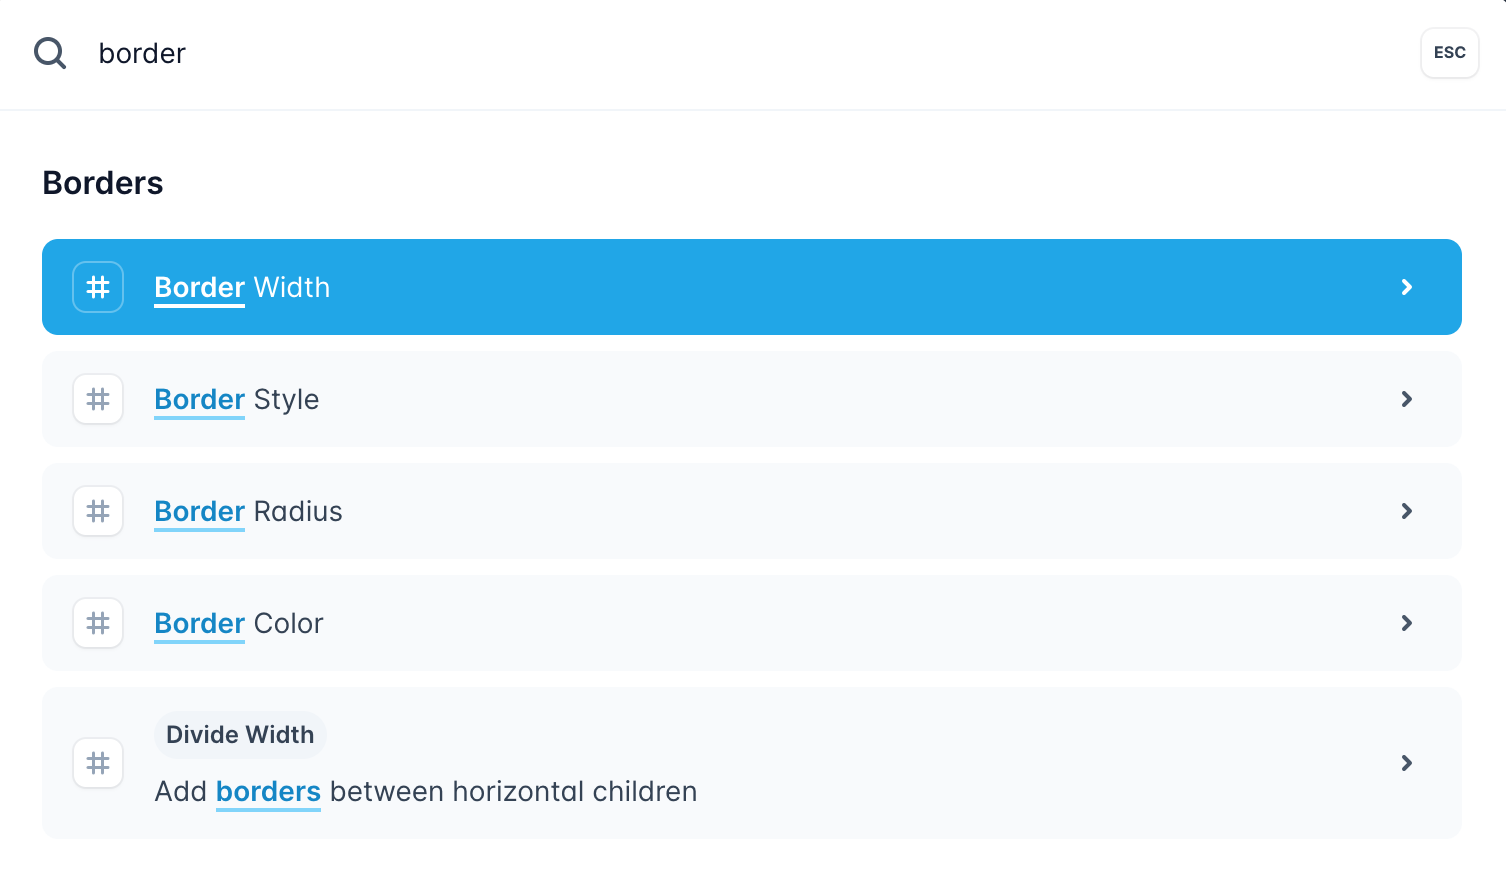 border
ESC
Borders
# Border Width
# Border Style
# Border Radius
# Border Color
Divide Width
# Add borders between horizontal children